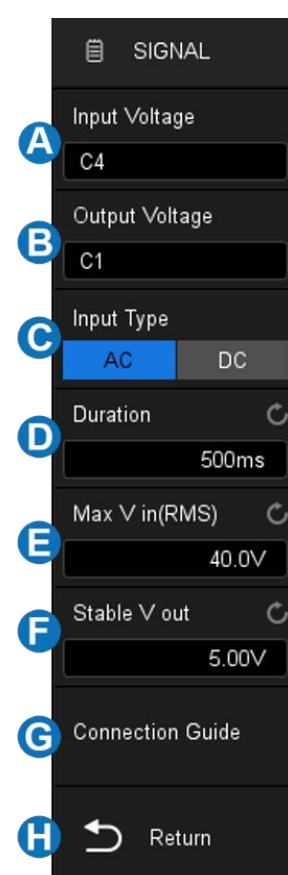 SIGNAL
A
Input Voltage
C4
B
Output Voltage
C1
C
Input Type
AC DC
D
Duration
500ms
E
Max V in(RMS)
40.0V
F
Stable V out
5.00V
G
Connection Guide
H
Return